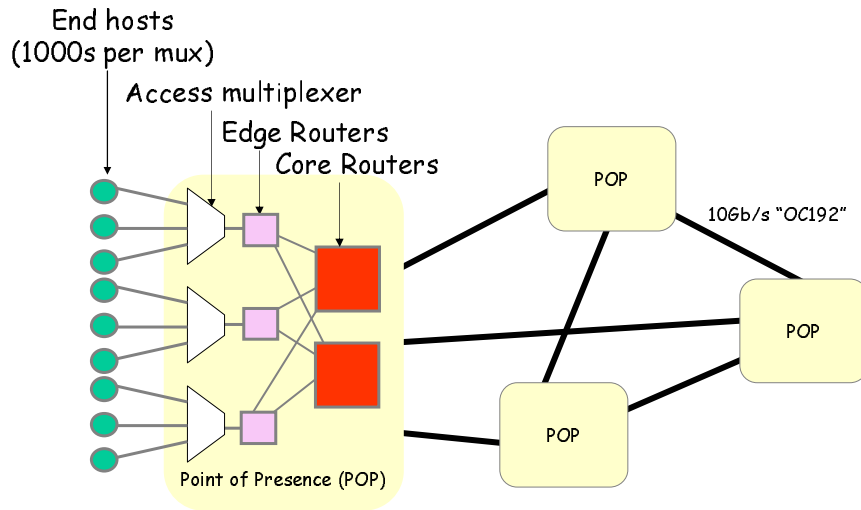 End hosts
(1000s per mux)
Access multiplexer
Edge Routers
Core Routers
POP
10Gb/s “OC192”
POP
POP
Point of Presence (POP)